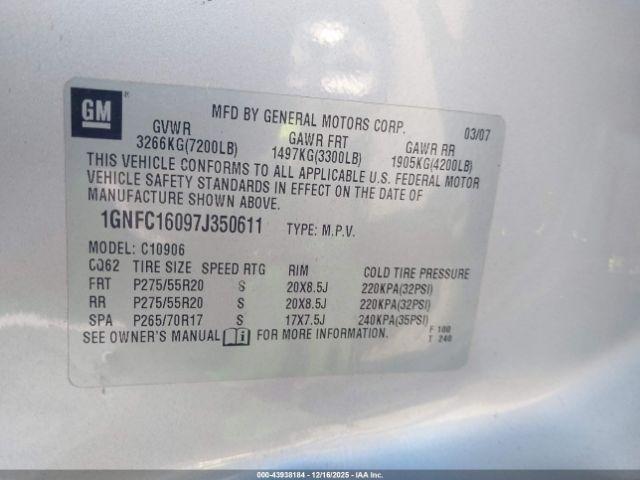 GM ®
MFD BY GENERAL MOTORS CORP. 03/07
GVWR GAWR FRT GAWR RR
3266KG(7200LB) 1497KG(3300LB) 1905KG(4200LB)
THIS VEHICLE CONFORMS TO ALL APPLICABLE U.S. FEDERAL MOTOR
VEHICLE SAFETY STANDARDS IN EFFECT ON THE DATE OF
MANUFACTURE SHOWN ABOVE.
1GNFC16097J350611 TYPE: M.P.V.
MODEL: C10906
CQ62 TIRE SIZE SPEED RTG RIM COLD TIRE PRESSURE
FRT P275/55R20 S 20X8.5J 220KPA(32PSI)
RR P275/55R20 S 20X8.5J 220KPA(32PSI)
SPA P265/70R17 S 17X7.5J 240KPA(35PSI)
SEE OWNER'S MANUAL i FOR MORE INFORMATION. F 100
T 240
000-43938184 - 12/16/2025 - IAA Inc.